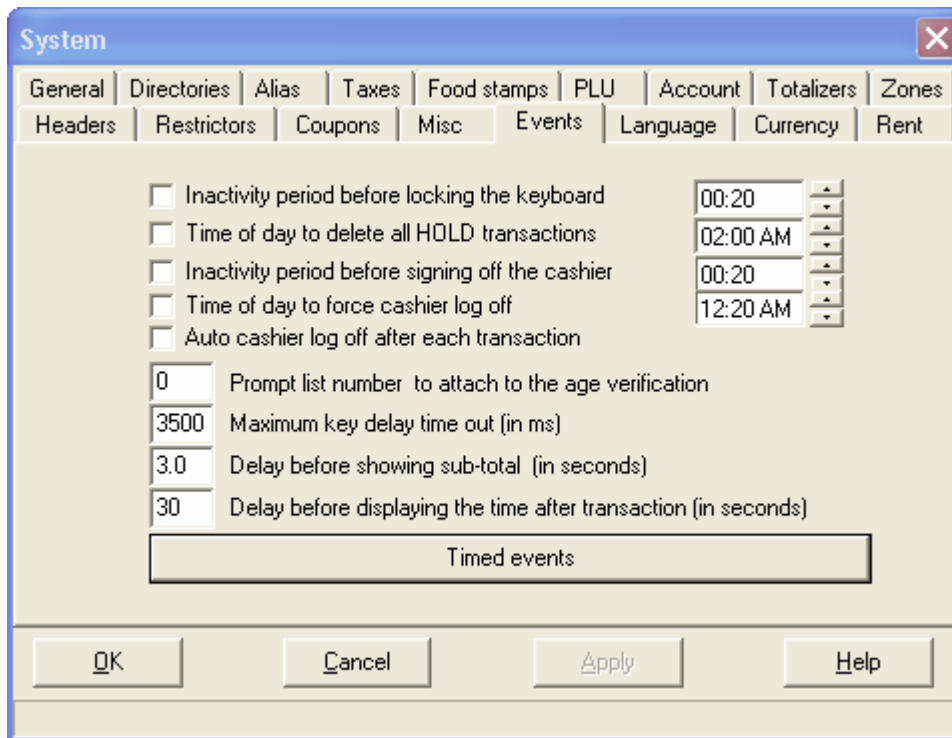 System
General Directories Alias Taxes Food stamps PLU Account Totalizers Zones
Headers Restrictors Coupons Misc Events Language Currency Rent
Inactivity period before locking the keyboard 00:20
Time of day to delete all HOLD transactions 02:00 AM
Inactivity period before signing off the cashier 00:20
Time of day to force cashier log off 12:20 AM
Auto cashier log off after each transaction
0 Prompt list number to attach to the age verification
3500 Maximum key delay time out (in ms)
3.0 Delay before showing sub-total (in seconds)
30 Delay before displaying the time after transaction (in seconds)
Timed events
OK Cancel Apply Help